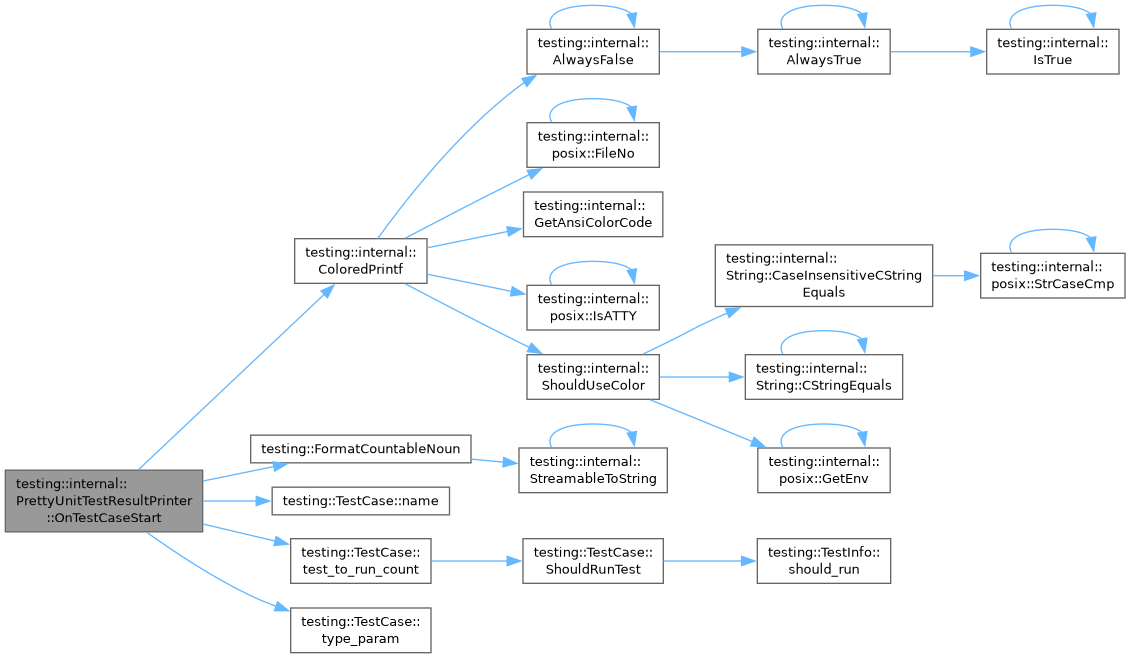 testing::internal::
PrettyUnitTestResultPrinter
::OnTestCaseStart
testing::internal::
ColoredPrintf
testing::internal::
AlwaysFalse
testing::internal::
AlwaysTrue
testing::internal::
IsTrue
testing::internal::
posix::FileNo
testing::internal::
GetAnsiColorCode
testing::internal::
posix::IsATTY
testing::internal::
ShouldUseColor
testing::internal::
String::CaseInsensitiveCString
Equals
testing::internal::
posix::StrCaseCmp
testing::internal::
String::CStringEquals
testing::internal::
posix::GetEnv
testing::FormatCountableNoun
testing::internal::
StreamableToString
testing::TestCase::name
testing::TestCase::
test_to_run_count
testing::TestCase::
ShouldRunTest
testing::TestInfo::
should_run
testing::TestCase::
type_param